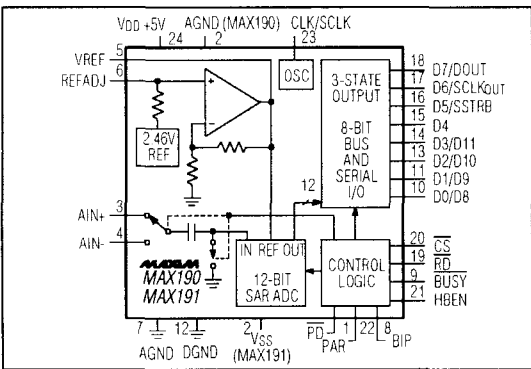 VDD +5V AGND (MAX190) CLK/SCLK
24 2 23
VREF 5
REFADJ 6
OSC
3-STATE
OUTPUT
8-BIT
BUS
AND
SERIAL
I/O
2.46V
REF
+
−
18 D7/DOUT
17 D6/SCLKOUT
16 D5/SSTRB
15 D4
14 D3/D11
13 D2/D10
11 D1/D9
10 D0/D8
12
AIN+ 3
AIN- 4
IN REF OUT
12-BIT
SAR ADC
CONTROL
LOGIC
20 CS
19 RD
9 BUSY
21 HBEN
MAXIM
MAX190
MAX191
7 12 2 1 22 8
AGND DGND VSS
(MAX191)
PD PAR BIP